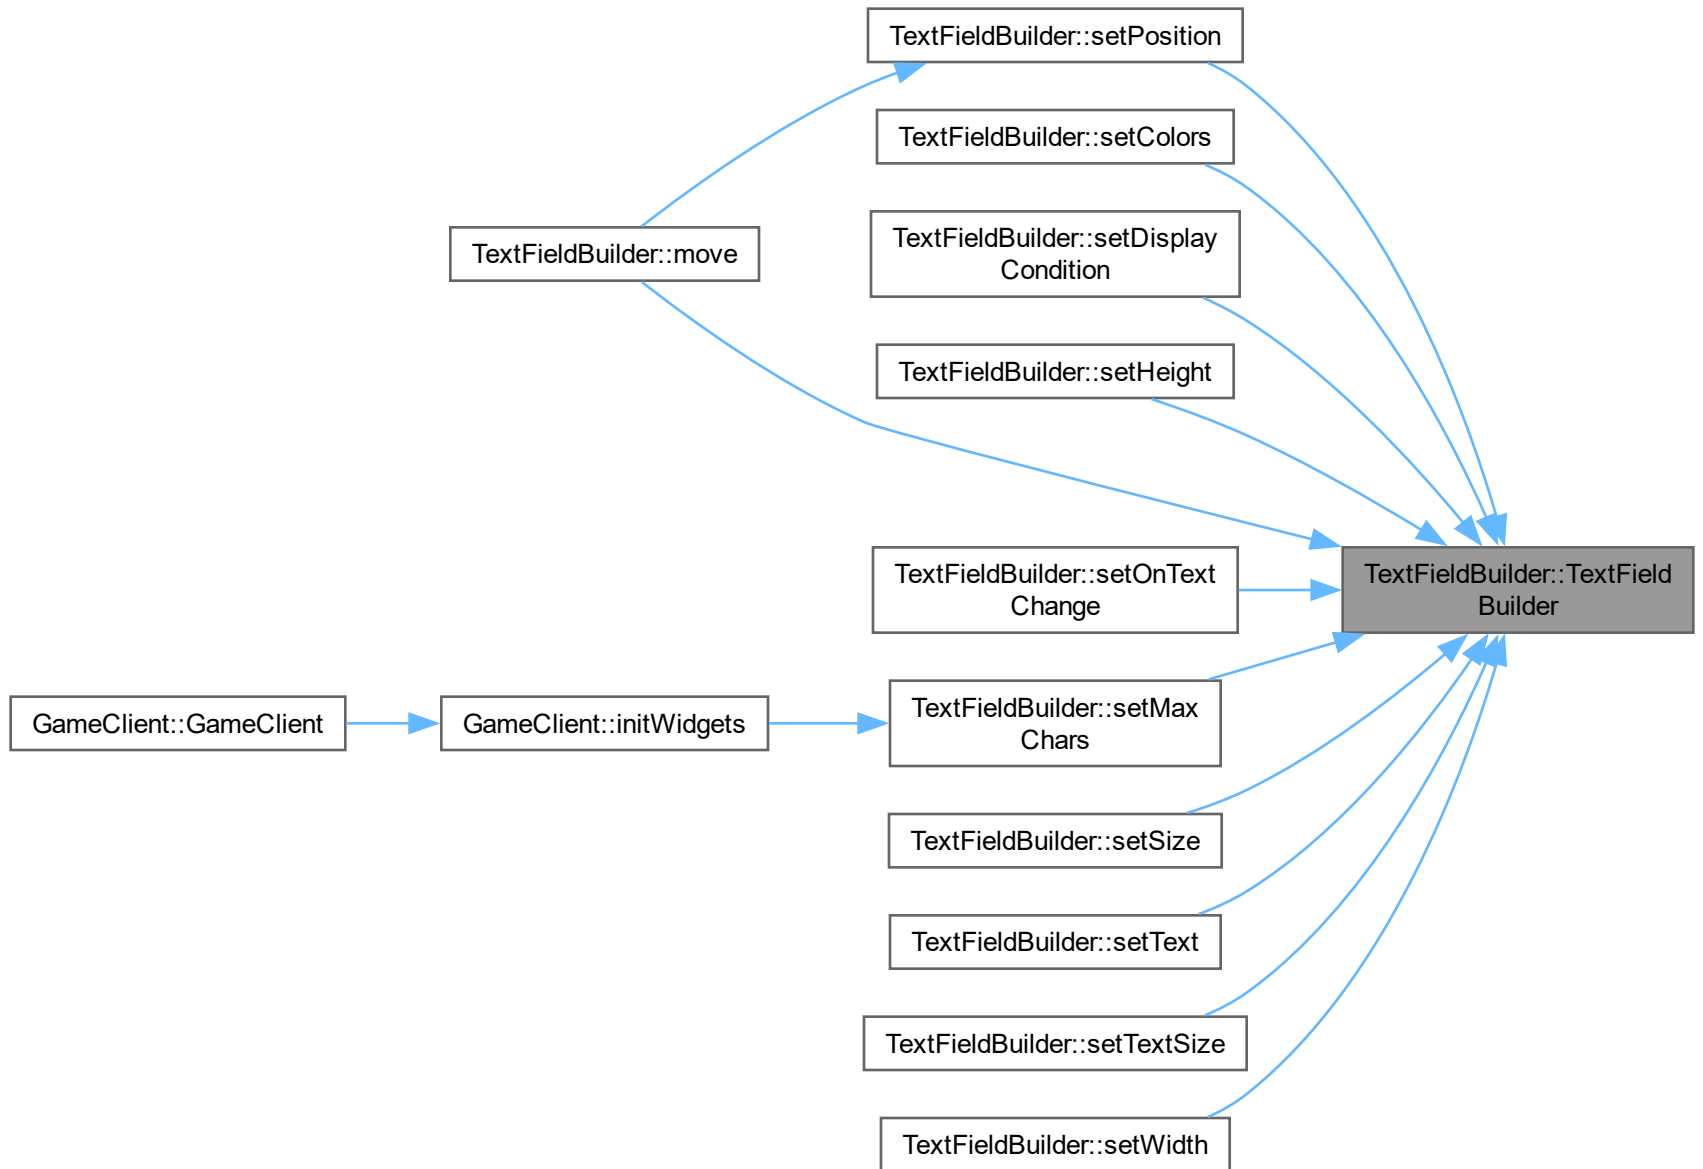 TextFieldBuilder::setPosition
TextFieldBuilder::setColors
TextFieldBuilder::setDisplay
Condition
TextFieldBuilder::move
TextFieldBuilder::setHeight
TextFieldBuilder::setOnText
Change
TextFieldBuilder::TextField
Builder
GameClient::GameClient
GameClient::initWidgets
TextFieldBuilder::setMax
Chars
TextFieldBuilder::setSize
TextFieldBuilder::setText
TextFieldBuilder::setTextSize
TextFieldBuilder::setWidth